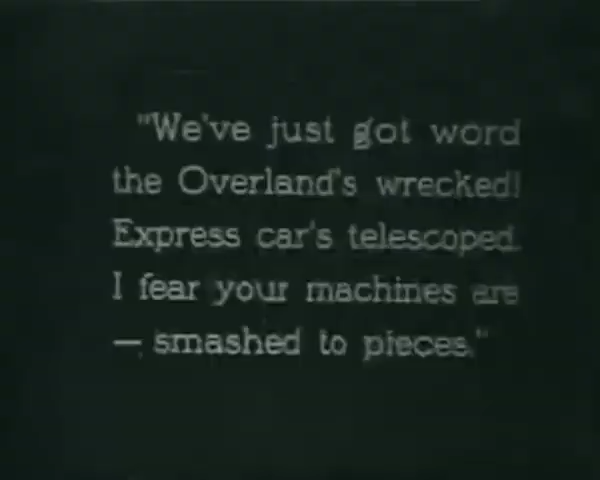 "We've just got word
the Overland's wrecked!
Express car's telescoped.
I fear your machines are
— smashed to pieces."